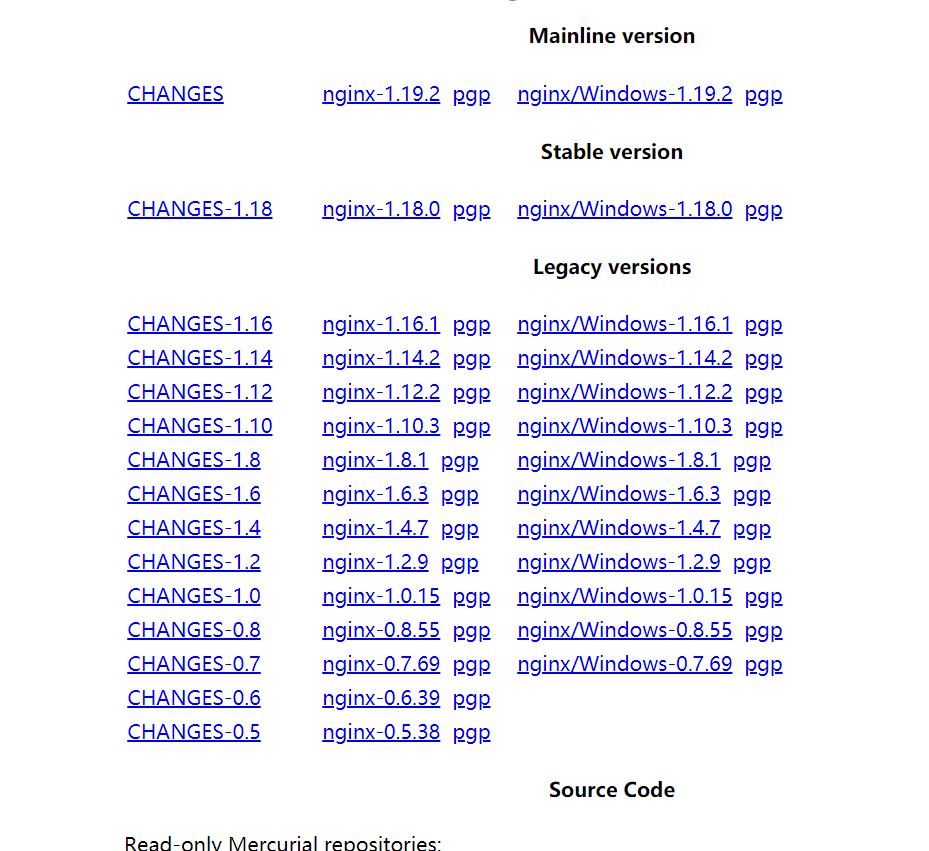 Mainline version
CHANGES nginx-1.19.2 pgp nginx/Windows-1.19.2 pgp
Stable version
CHANGES-1.18 nginx-1.18.0 pgp nginx/Windows-1.18.0 pgp
Legacy versions
CHANGES-1.16 nginx-1.16.1 pgp nginx/Windows-1.16.1 pgp
CHANGES-1.14 nginx-1.14.2 pgp nginx/Windows-1.14.2 pgp
CHANGES-1.12 nginx-1.12.2 pgp nginx/Windows-1.12.2 pgp
CHANGES-1.10 nginx-1.10.3 pgp nginx/Windows-1.10.3 pgp
CHANGES-1.8 nginx-1.8.1 pgp nginx/Windows-1.8.1 pgp
CHANGES-1.6 nginx-1.6.3 pgp nginx/Windows-1.6.3 pgp
CHANGES-1.4 nginx-1.4.7 pgp nginx/Windows-1.4.7 pgp
CHANGES-1.2 nginx-1.2.9 pgp nginx/Windows-1.2.9 pgp
CHANGES-1.0 nginx-1.0.15 pgp nginx/Windows-1.0.15 pgp
CHANGES-0.8 nginx-0.8.55 pgp nginx/Windows-0.8.55 pgp
CHANGES-0.7 nginx-0.7.69 pgp nginx/Windows-0.7.69 pgp
CHANGES-0.6 nginx-0.6.39 pgp
CHANGES-0.5 nginx-0.5.38 pgp
Source Code
Read-only Mercurial repositories: